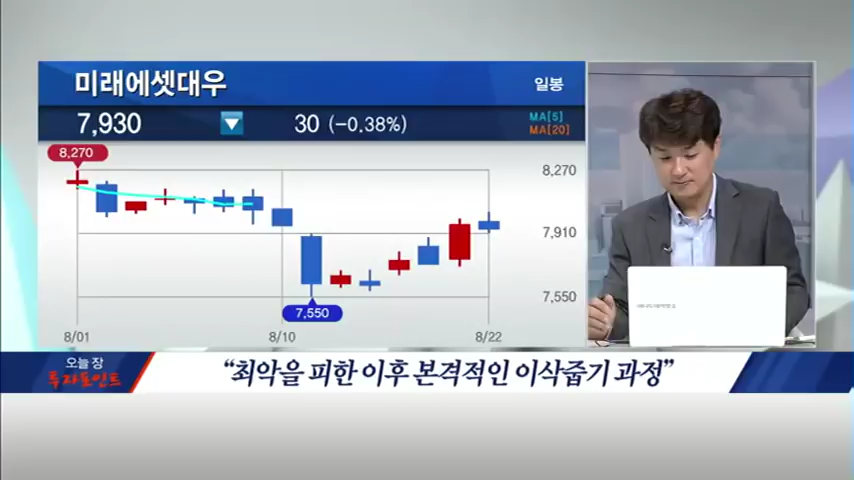 미래에셋대우
일봉
7,930 ▼ 30 (-0.38%)
MA[5]
MA[20]
8,270
8,270
7,910
7,550
7,550
8/01 8/10 8/22
오늘 장
투자포인트
“최악을 피한 이후 본격적인 이삭줍기 과정”